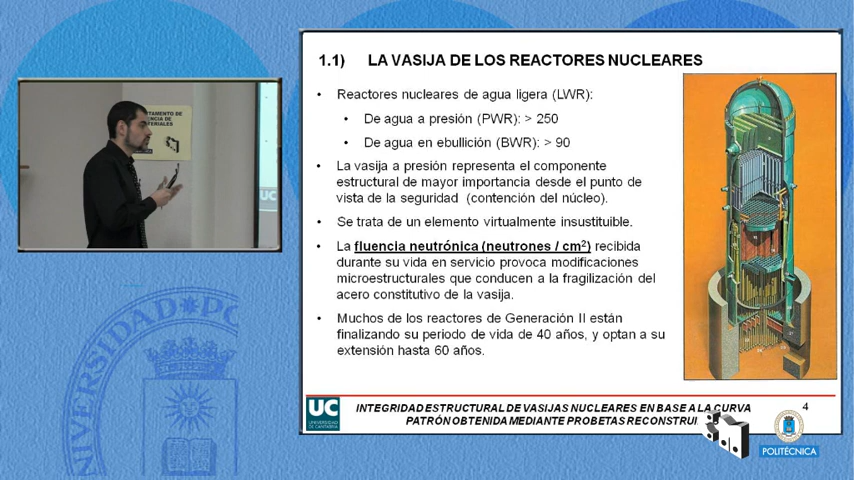 1.1) LA VASIJA DE LOS REACTORES NUCLEARES
• Reactores nucleares de agua ligera (LWR):
• De agua a presión (PWR): > 250
• De agua en ebullición (BWR): > 90
• La vasija a presión representa el componente
estructural de mayor importancia desde el punto de
vista de la seguridad (contención del núcleo).
• Se trata de un elemento virtualmente insustituible.
• La fluencia neutrónica (neutrones / cm²) recibida
durante su vida en servicio provoca modificaciones
microestructurales que conducen a la fragilización del
acero constitutivo de la vasija.
• Muchos de los reactores de Generación II están
finalizando su periodo de vida de 40 años, y optan a su
extensión hasta 60 años.
UC
UNIVERSIDAD
DE CANTABRIA
INTEGRIDAD ESTRUCTURAL DE VASIJAS NUCLEARES EN BASE A LA CURVA
PATRÓN OBTENIDA MEDIANTE PROBETAS
4
POLITÉCNICA
UC